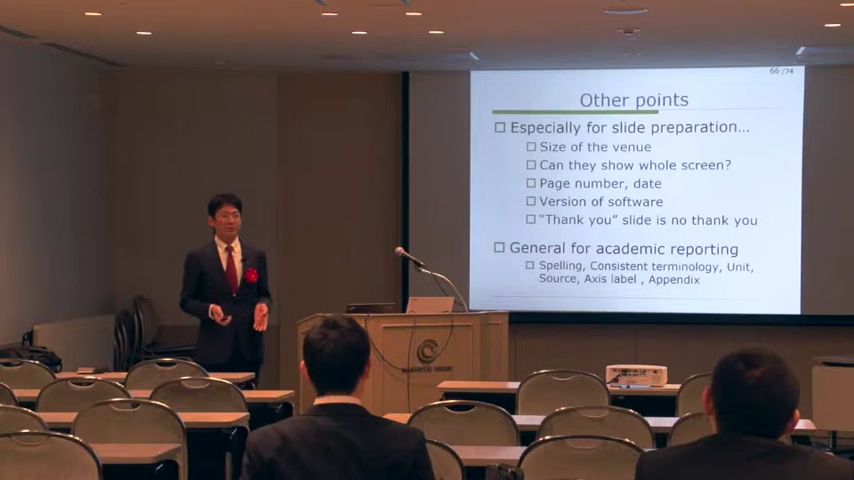 66 /74
Other points
Especially for slide preparation...
Size of the venue
Can they show whole screen?
Page number, date
Version of software
“Thank you” slide is no thank you
General for academic reporting
Spelling, Consistent terminology, Unit,
Source, Axis label , Appendix